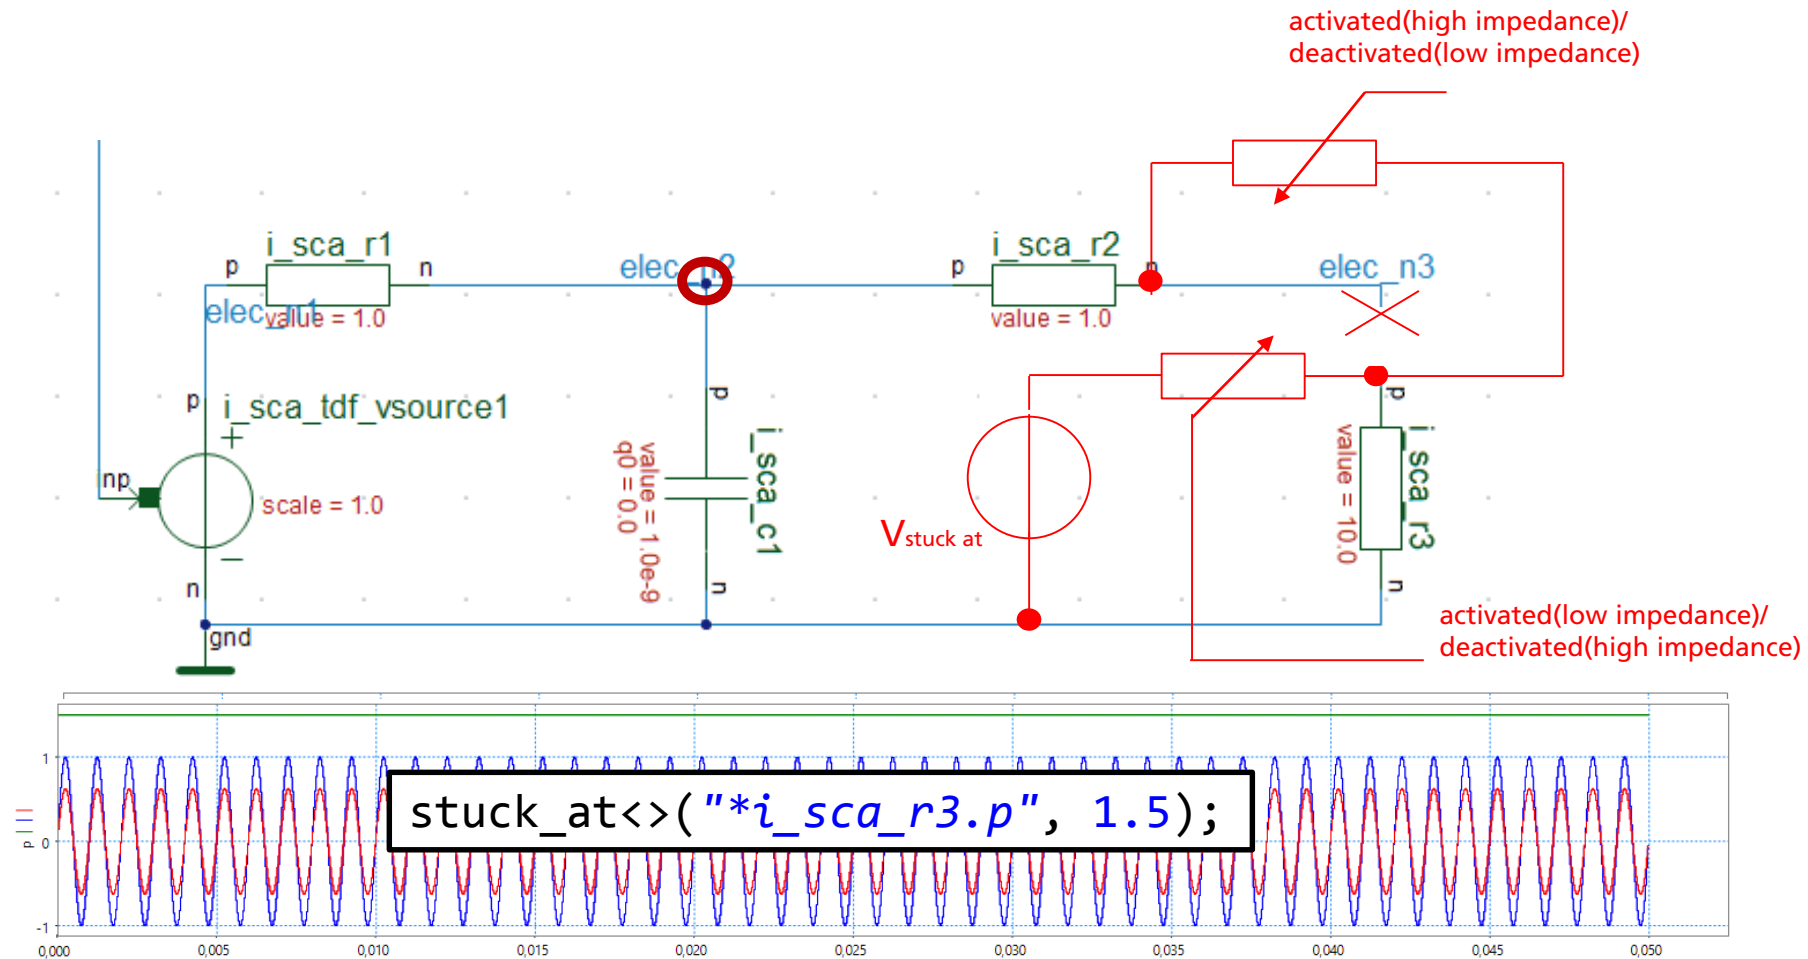 activated(high impedance)/
deactivated(low impedance)
i_sca_r1
p
n
elec_n2
p
i_sca_r2
n
elec_n3
elec_n1
value = 1.0
value = 1.0
p
i_sca_tdf_vsource1
+
inp
scale = 1.0
n
gnd
p
i_sca_c1
value = 1.0e-9
q0 = 0.0
n
Vstuck at
p
i_sca_r3
value = 10.0
n
activated(low impedance)/
deactivated(high impedance)
stuck_at<>("*i_sca_r3.p", 1.5);
p
1
0
-1
0,000 0,005 0,010 0,015 0,020 0,025 0,030 0,035 0,040 0,045 0,050